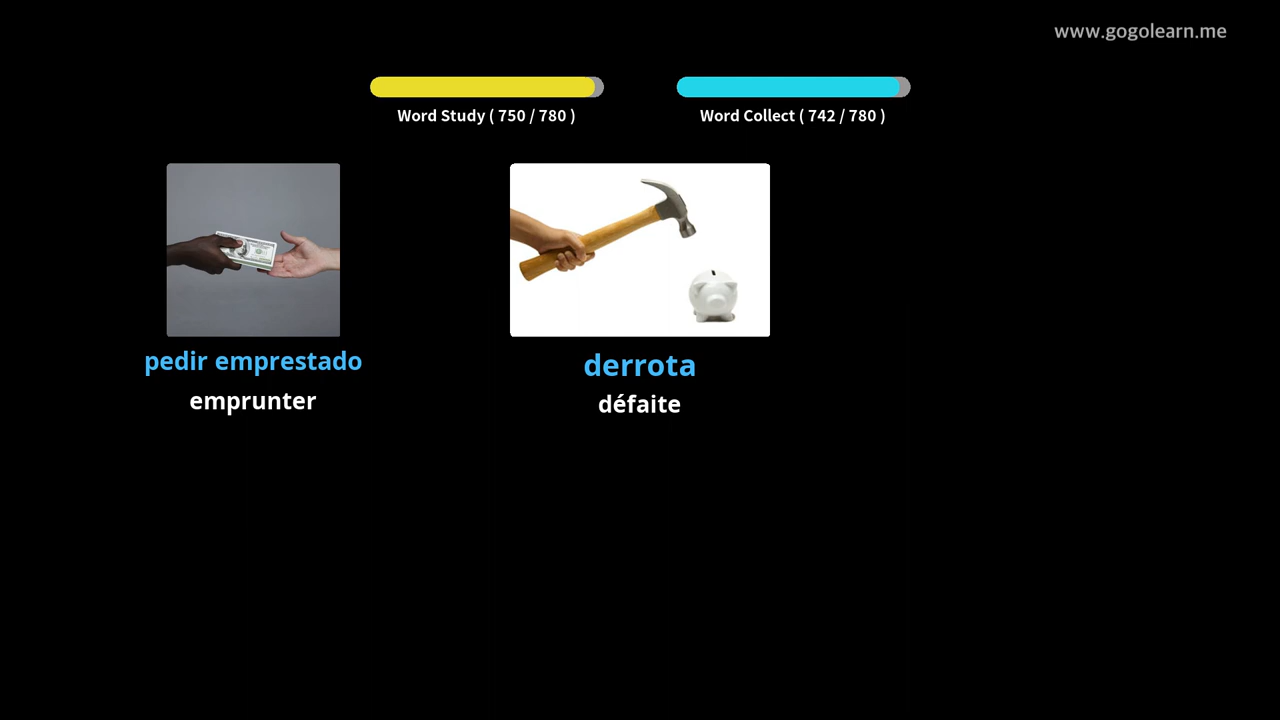 www.gogolearn.me
Word Study ( 750 / 780 )
Word Collect ( 742 / 780 )
pedir emprestado
emprunter
derrota
défaite